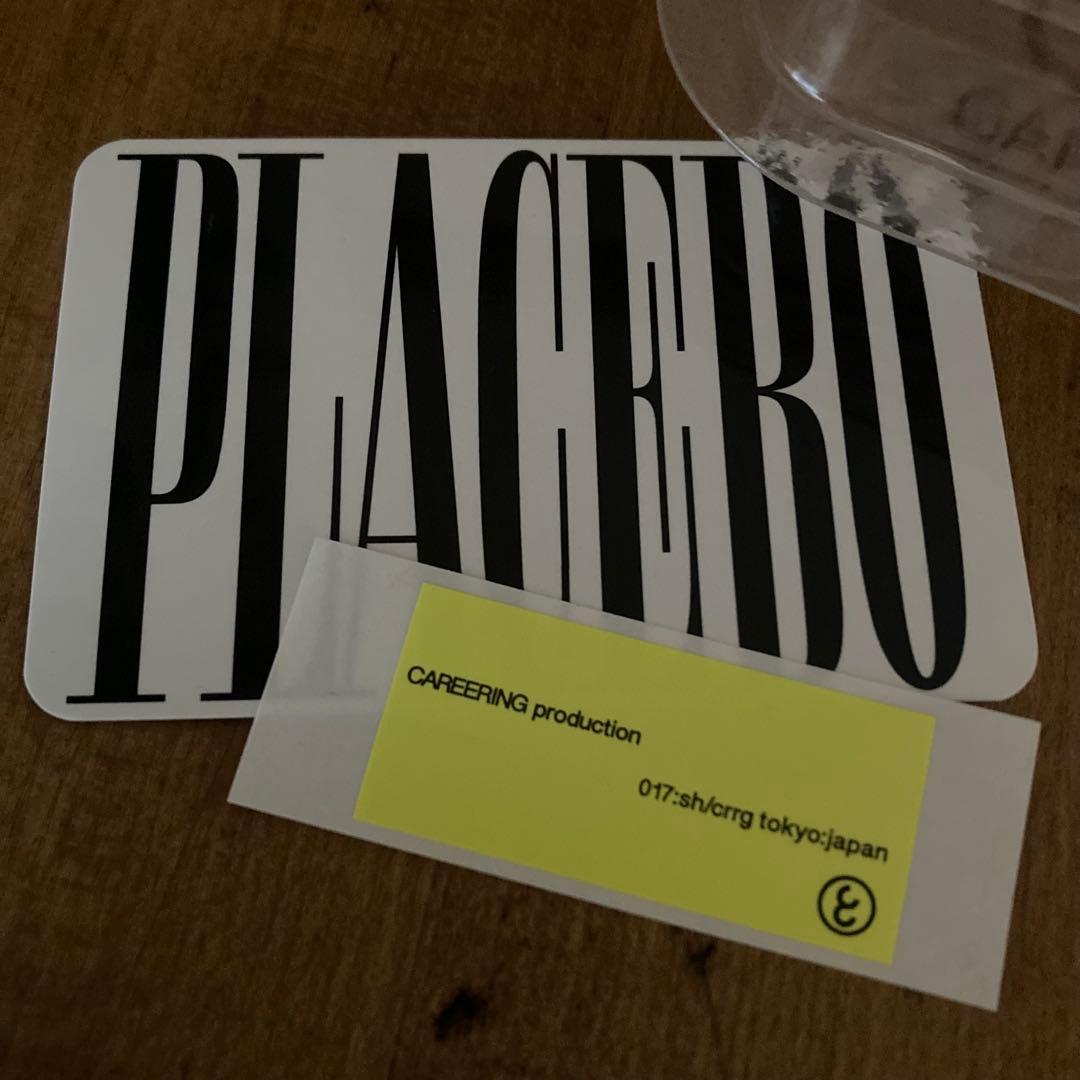 PLACEBO
CAREERING production
017:sh/crrg tokyo:japan